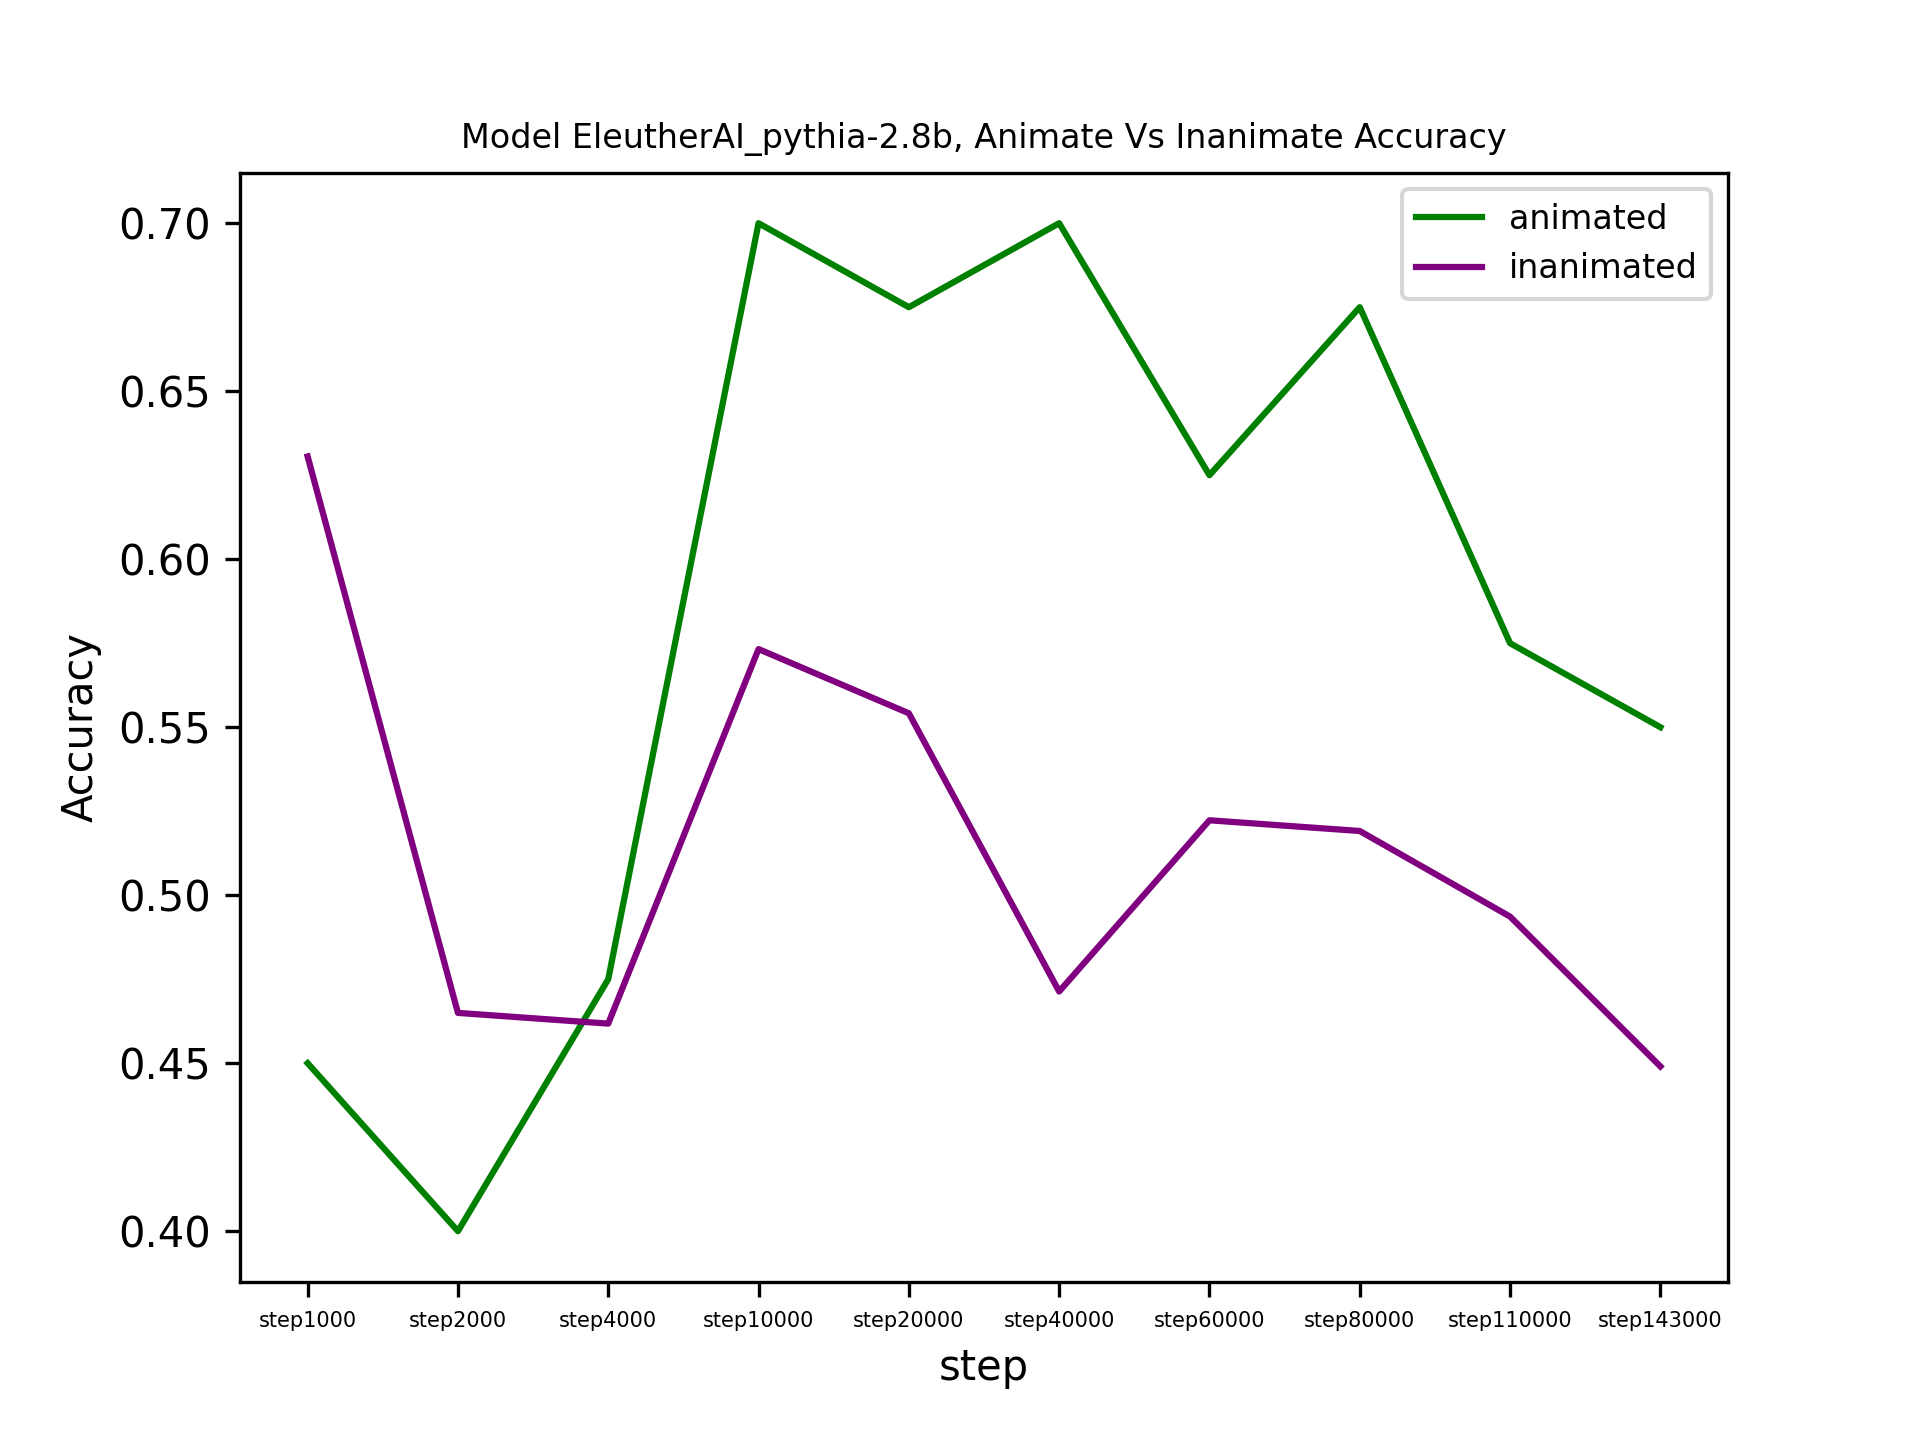 Model EleutherAI_pythia-2.8b, Animate Vs Inanimate Accuracy
animated
inanimated
0.70
0.65
0.60
0.55
0.50
0.45
0.40
Accuracy
step1000 step2000 step4000 step10000 step20000 step40000 step60000 step80000 step110000 step143000
step